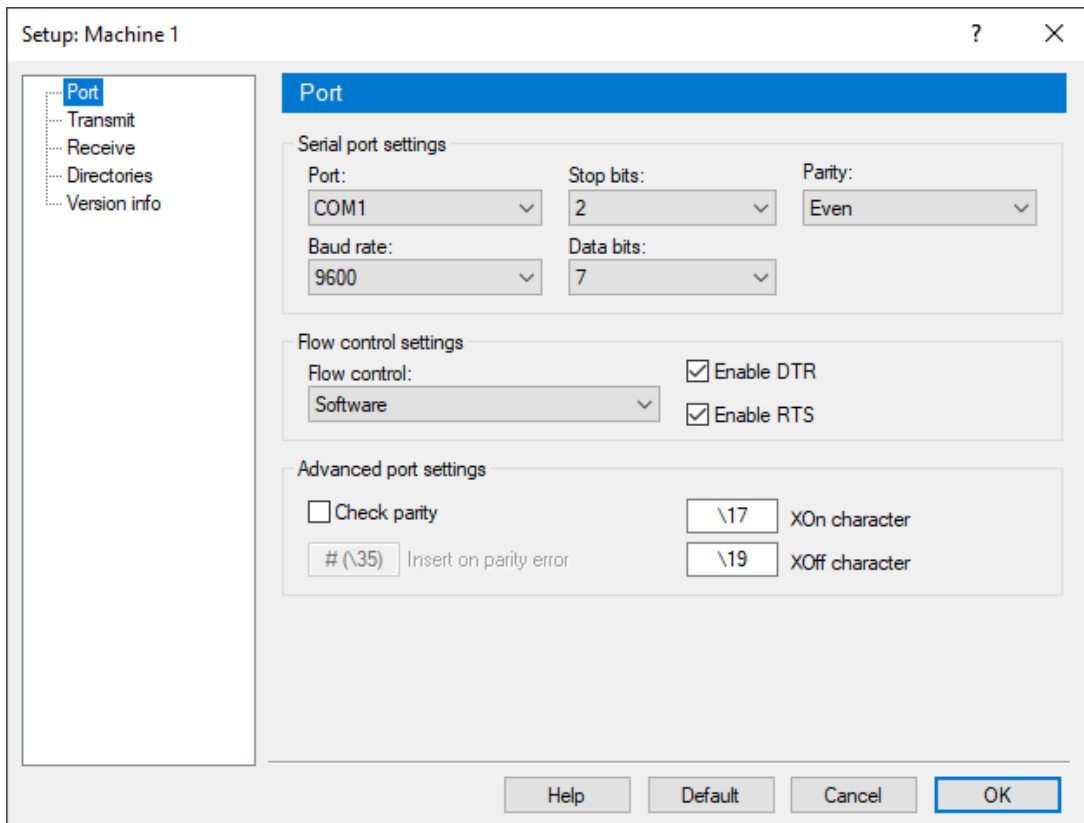 Setup: Machine 1
?
Port
Transmit
Receive
Directories
Version info
Port
Serial port settings
Port:
Stop bits:
Parity:
COM1
2
Even
Baud rate:
Data bits:
9600
7
Flow control settings
Flow control:
Software
Enable DTR
Enable RTS
Advanced port settings
Check parity
\17 XOn character
# (\35) Insert on parity error
\19 XOff character
Help
Default
Cancel
OK